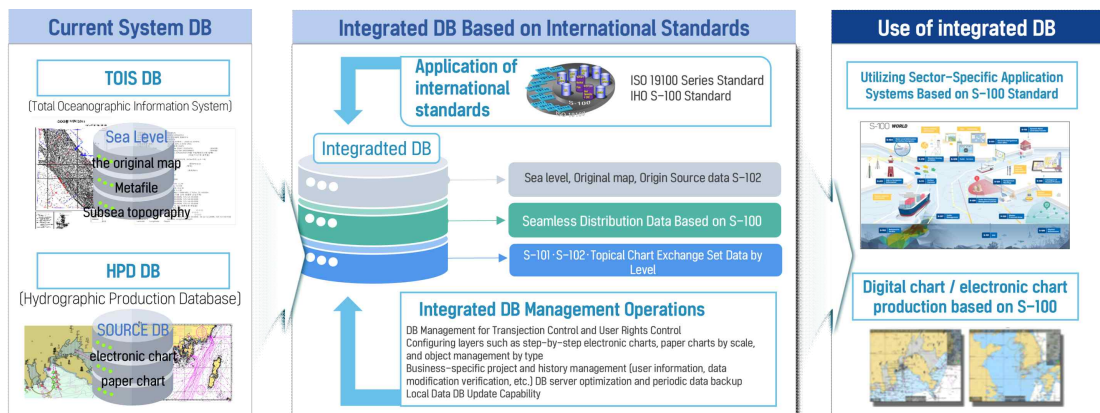 Current System DB
TOIS DB
(Total Oceanographic Information System)
Sea Level
the original map
Metafile
Subsea topography
HPD DB
(Hydrographic Production Database)
SOURCE DB
electronic chart
paper chart
Integrated DB Based on International Standards
Application of
international
standards
S-100
ISO 19100 Series Standard
IHO S-100 Standard
Integradted DB
Sea level, Original map, Origin Source data S-102
Seamless Distribution Data Based on S-100
S-101·S-102·Topical Chart Exchange Set Data by
Level
Integrated DB Management Operations
DB Management for Transjection Control and User Rights Control
Configuring layers such as step-by-step electronic charts, paper charts by scale,
and object management by type
Business-specific project and history management (user information, data
modification verification, etc.) DB server optimization and periodic data backup
Local Data DB Update Capability
Use of integrated DB
Utilizing Sector-Specific Application
Systems Based on S-100 Standard
S-100 WORLD
Digital chart / electronic chart
production based on S-100